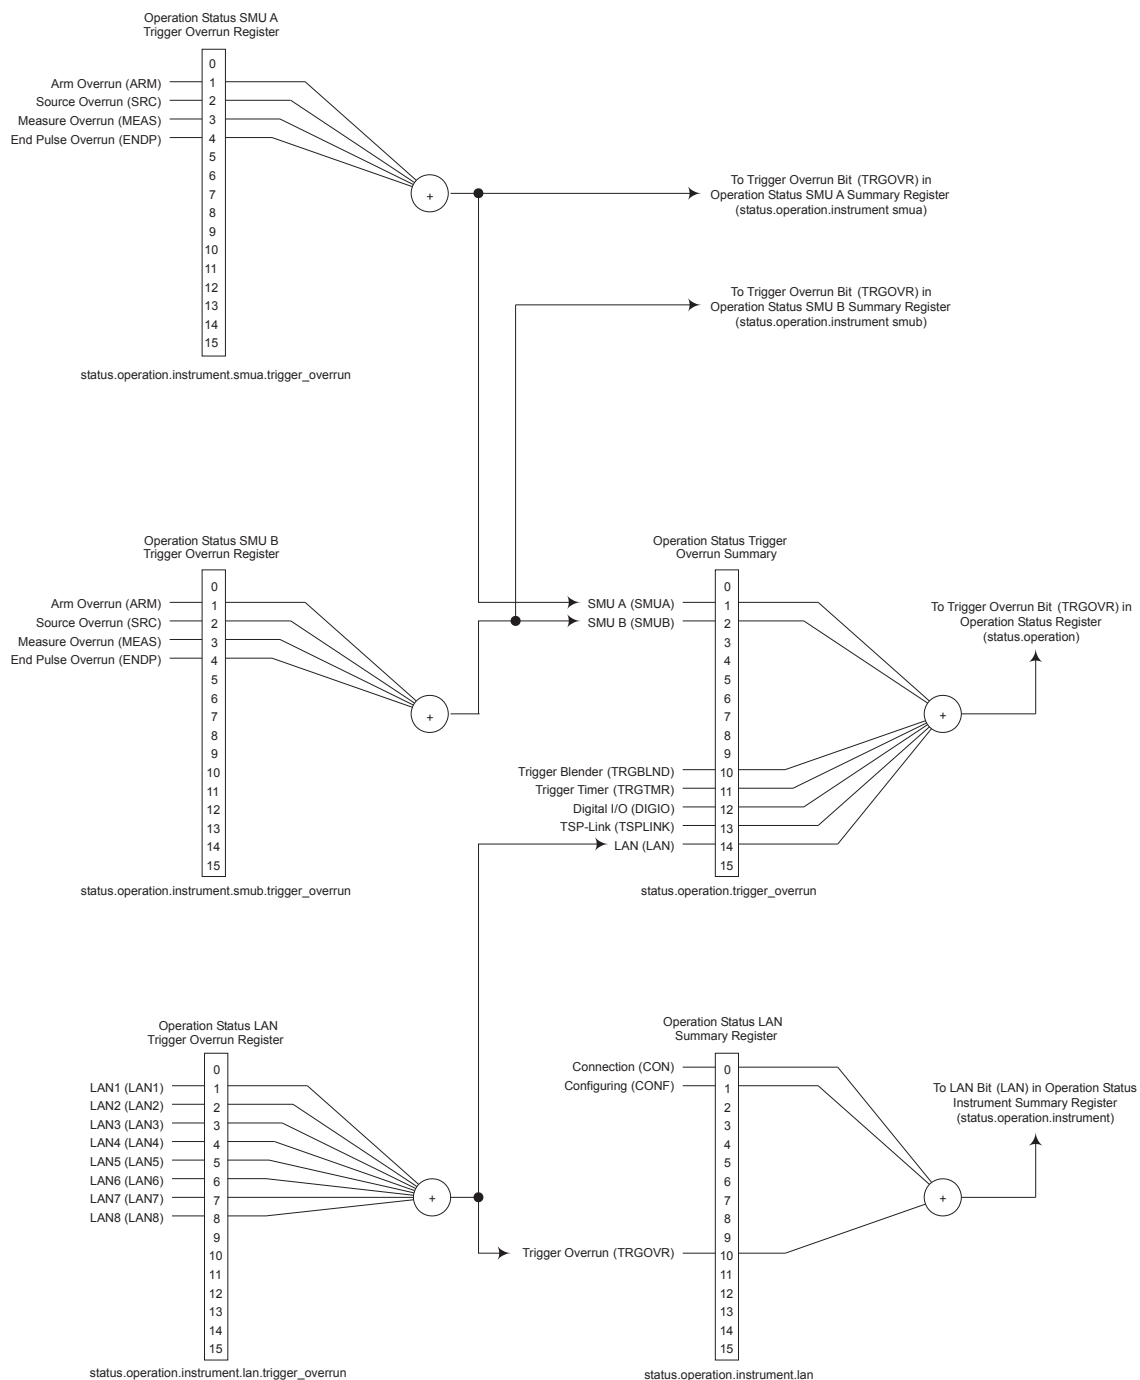 Operation Status SMU A
Trigger Overrun Register
0
Arm Overrun (ARM) 1
Source Overrun (SRC) 2
Measure Overrun (MEAS) 3
End Pulse Overrun (ENDP) 4
5
6
7
8
9
10
11
12
13
14
15
+
status.operation.instrument.smua.trigger_overrun
To Trigger Overrun Bit (TRGOVR) in
Operation Status SMU A Summary Register
(status.operation.instrument smua)
To Trigger Overrun Bit (TRGOVR) in
Operation Status SMU B Summary Register
(status.operation.instrument smub)
Operation Status SMU B
Trigger Overrun Register
0
Arm Overrun (ARM) 1
Source Overrun (SRC) 2
Measure Overrun (MEAS) 3
End Pulse Overrun (ENDP) 4
5
6
7
8
9
10
11
12
13
14
15
+
status.operation.instrument.smub.trigger_overrun
Operation Status Trigger
Overrun Summary
0
SMU A (SMUA) 1
SMU B (SMUB) 2
3
4
5
6
7
8
9
Trigger Blender (TRGBLND) 10
Trigger Timer (TRGTMR) 11
Digital I/O (DIGIO) 12
TSP-Link (TSPLINK) 13
LAN (LAN) 14
15
+
status.operation.trigger_overrun
To Trigger Overrun Bit (TRGOVR) in
Operation Status Register
(status.operation)
Operation Status LAN
Trigger Overrun Register
0
LAN1 (LAN1) 1
LAN2 (LAN2) 2
LAN3 (LAN3) 3
LAN4 (LAN4) 4
LAN5 (LAN5) 5
LAN6 (LAN6) 6
LAN7 (LAN7) 7
LAN8 (LAN8) 8
9
10
11
12
13
14
15
+
status.operation.instrument.lan.trigger_overrun
Operation Status LAN
Summary Register
Connection (CON) 0
Configuring (CONF) 1
2
3
4
5
6
7
8
9
Trigger Overrun (TRGOVR) 10
11
12
13
14
15
+
status.operation.instrument.lan
To LAN Bit (LAN) in Operation Status
Instrument Summary Register
(status.operation.instrument)